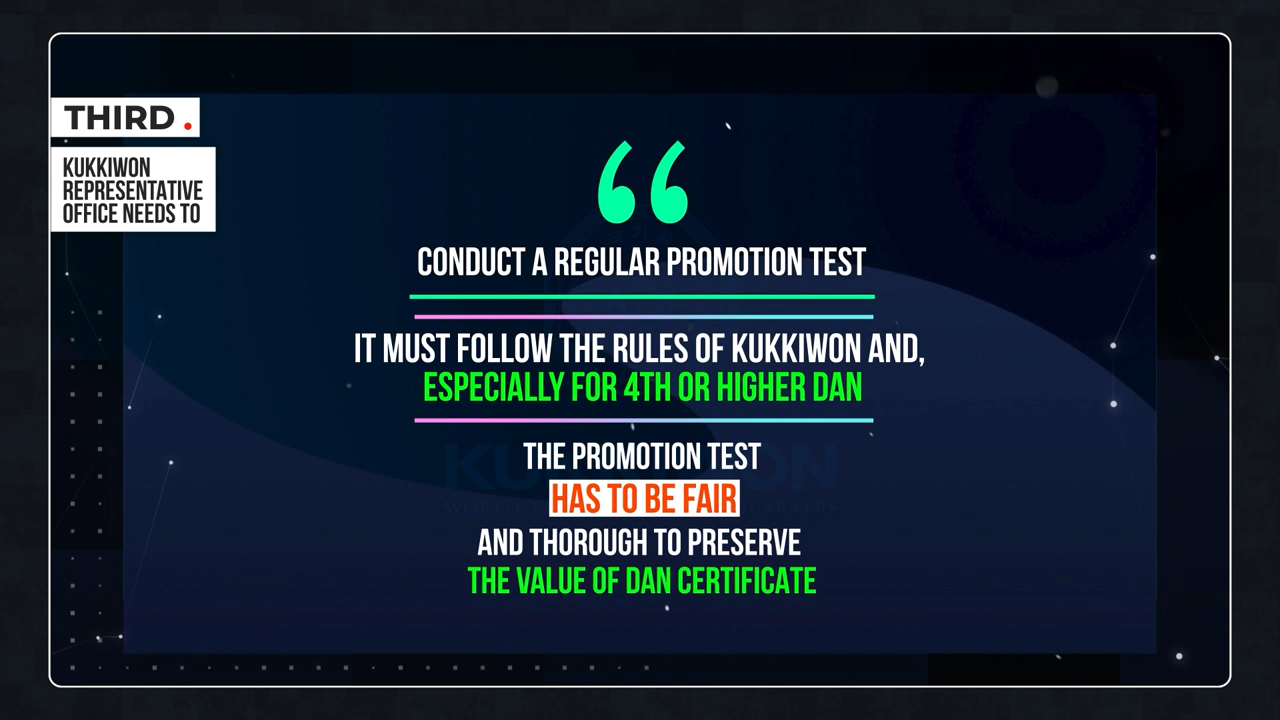 THIRD.
KUKKIWON
REPRESENTATIVE
OFFICE NEEDS TO
“
CONDUCT A REGULAR PROMOTION TEST
IT MUST FOLLOW THE RULES OF KUKKIWON AND,
ESPECIALLY FOR 4TH OR HIGHER DAN
THE PROMOTION TEST
HAS TO BE FAIR
AND THOROUGH TO PRESERVE
THE VALUE OF DAN CERTIFICATE